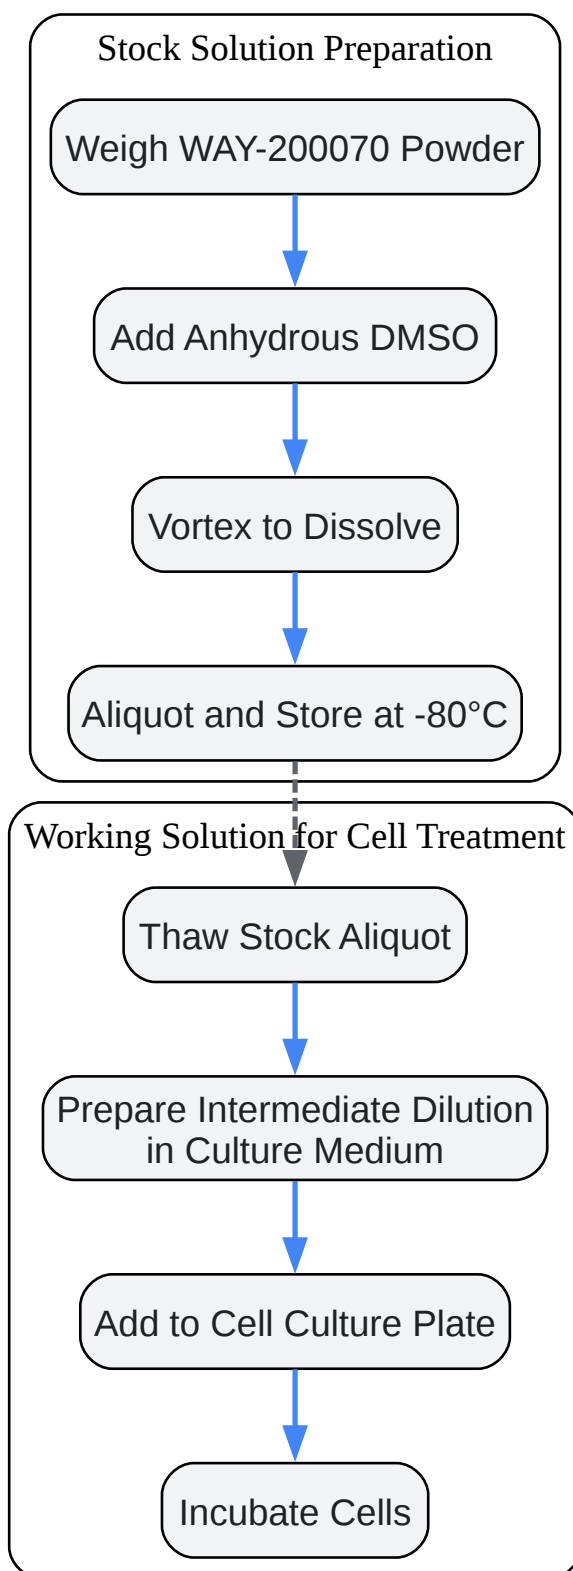 Stock Solution Preparation
Weigh WAY-200070 Powder
Add Anhydrous DMSO
Vortex to Dissolve
Aliquot and Store at -80°C
Working Solution for Cell Treatment
Thaw Stock Aliquot
Prepare Intermediate Dilution
in Culture Medium
Add to Cell Culture Plate
Incubate Cells